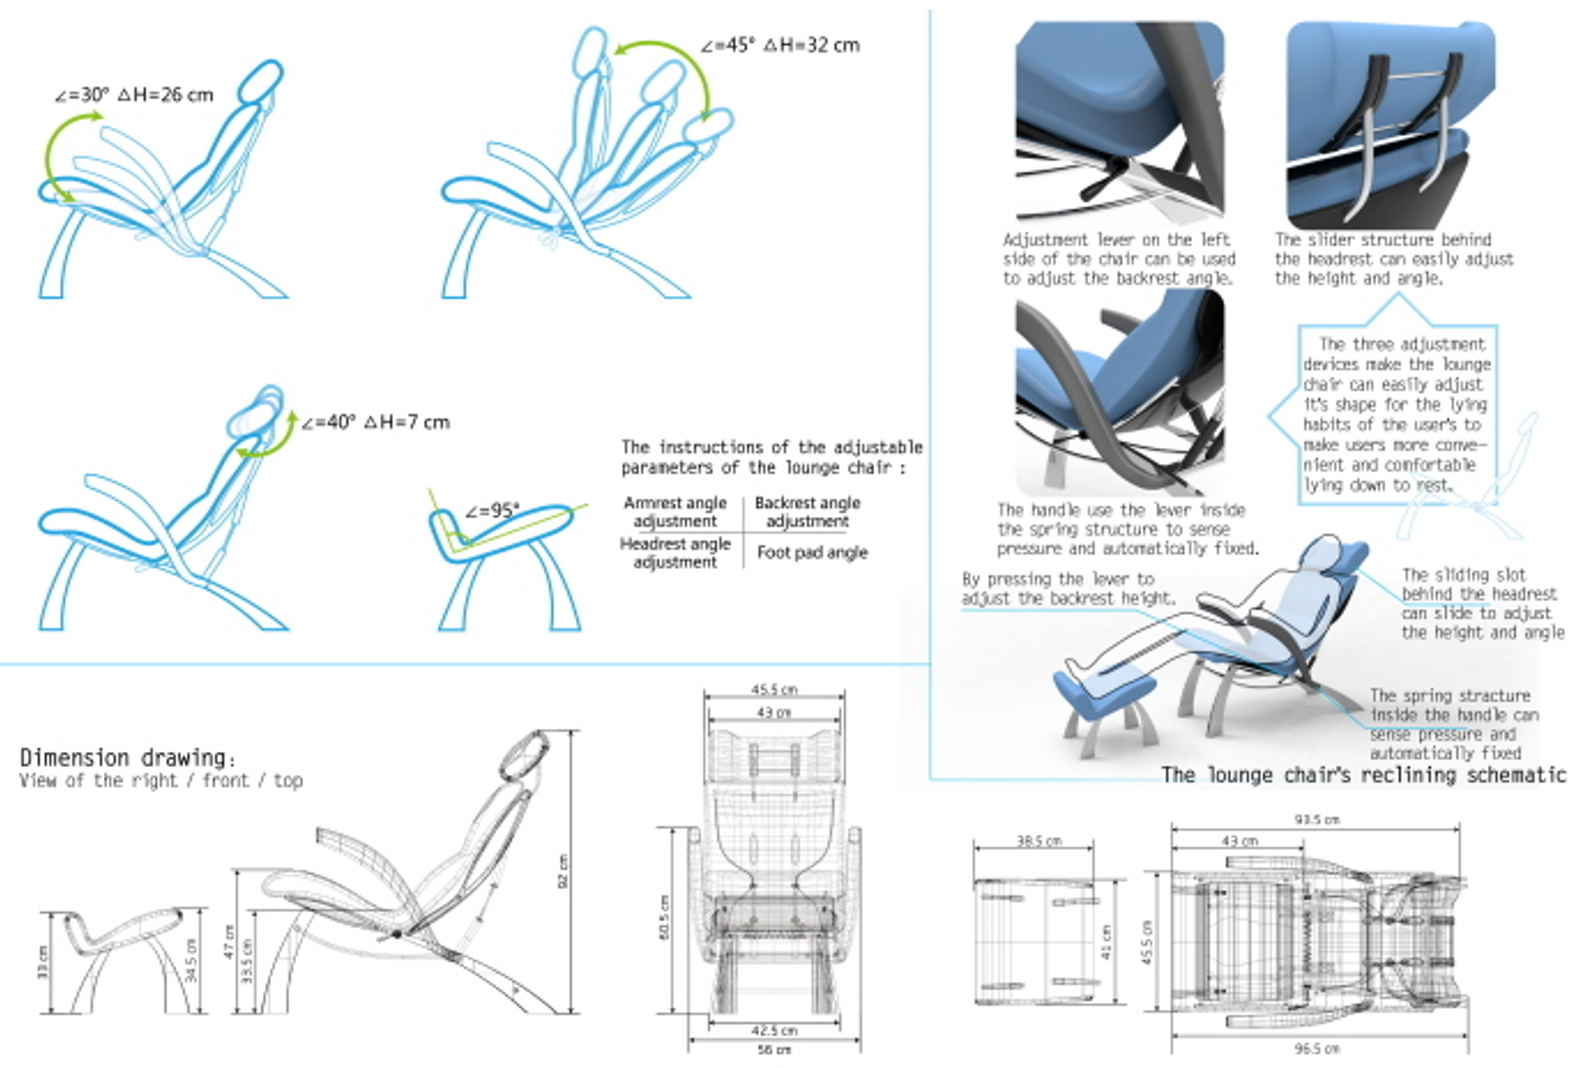 ∠=30° △H=26 cm
∠=45° △H=32 cm
∠=40° △H=7 cm
∠=95°
The instructions of the adjustable
parameters of the lounge chair :
Armrest angle
adjustment
Backrest angle
adjustment
Headrest angle
adjustment
Foot pad angle
Adjustment lever on the left
side of the chair can be used
to adjust the backrest angle.
The slider structure behind
the headrest can easily adjust
the height and angle.
The handle use the lever inside
the spring structure to sense
pressure and automatically fixed.
The three adjustment
devices make the lounge
chair can easily adjust
it's shape for the lying
habits of the user's to
make users more conve-
nient and comfortable
lying down to rest.
By pressing the lever to
adjust the backrest height.
The sliding slot
behind the headrest
can slide to adjust
the height and angle
The spring stracture
inside the handle can
sense pressure and
automatically fixed
The lounge chair's reclining schematic
Dimension drawing:
View of the right / front / top
33 cm
34.5 cm
47 cm
33.5 cm
92 cm
45.5 cm
43 cm
60.5 cm
42.5 cm
56 cm
38.5 cm
41 cm
93.5 cm
43 cm
45.5 cm
96.5 cm